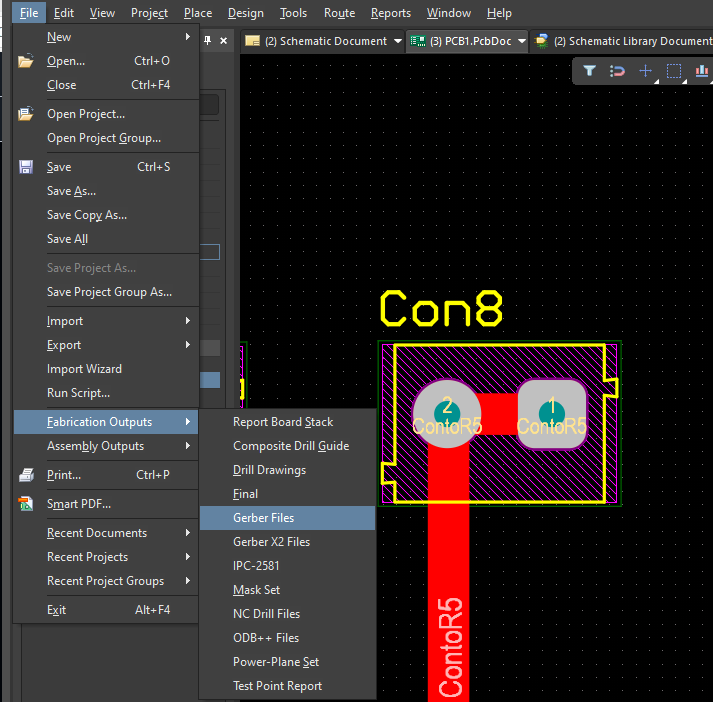 File Edit View Project Place Design Tools Route Reports Window Help
(2) Schematic Document (3) PCB1.PcbDoc (2) Schematic Library Document
New
Open... Ctrl+O
Close Ctrl+F4
Open Project...
Open Project Group...
Save Ctrl+S
Save As...
Save Copy As...
Save All
Save Project As...
Save Project Group As...
Import
Export
Import Wizard
Run Script...
Fabrication Outputs
Assembly Outputs
Print... Ctrl+P
Smart PDF...
Recent Documents
Recent Projects
Recent Project Groups
Exit Alt+F4
Report Board Stack
Composite Drill Guide
Drill Drawings
Final
Gerber Files
Gerber X2 Files
IPC-2581
Mask Set
NC Drill Files
ODB++ Files
Power-Plane Set
Test Point Report
Con8
2 1
ContoR5 ContoR5
ContoR5